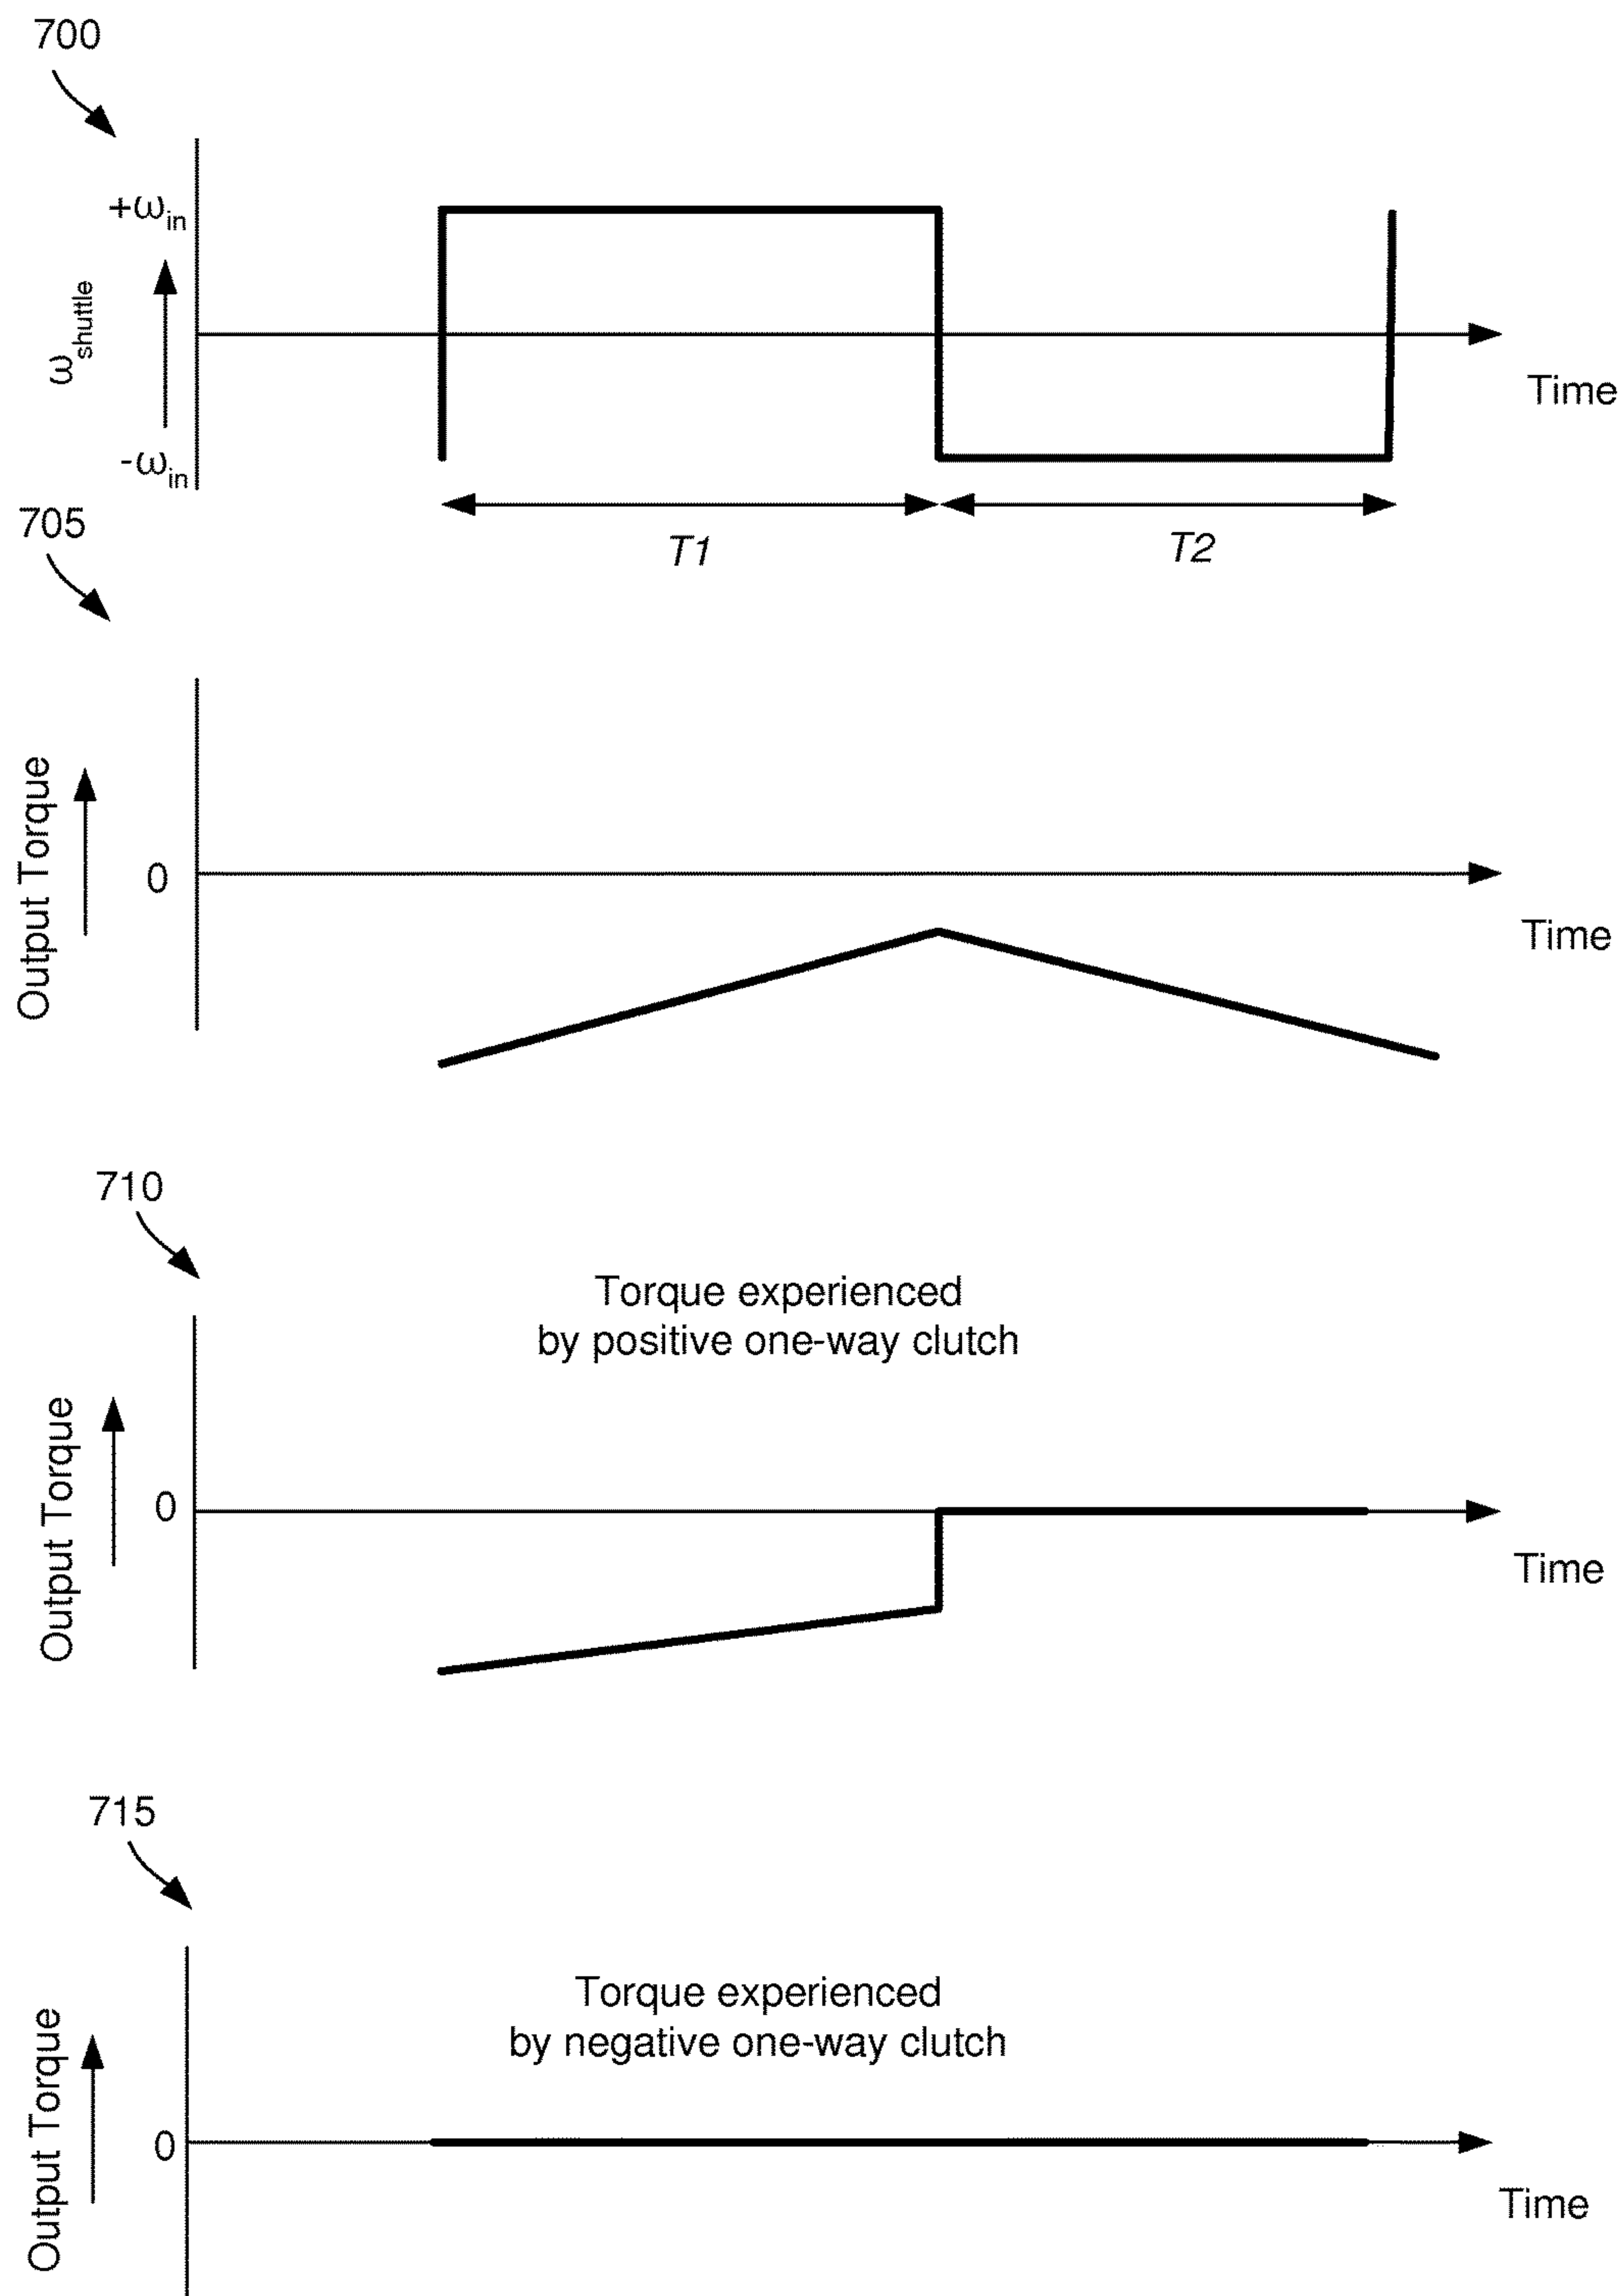 700
+ωin
ωshuttle
-ωin
Time
T1
T2
705
Output Torque
0
Time
710
Torque experienced
by positive one-way clutch
Output Torque
0
Time
715
Torque experienced
by negative one-way clutch
Output Torque
0
Time